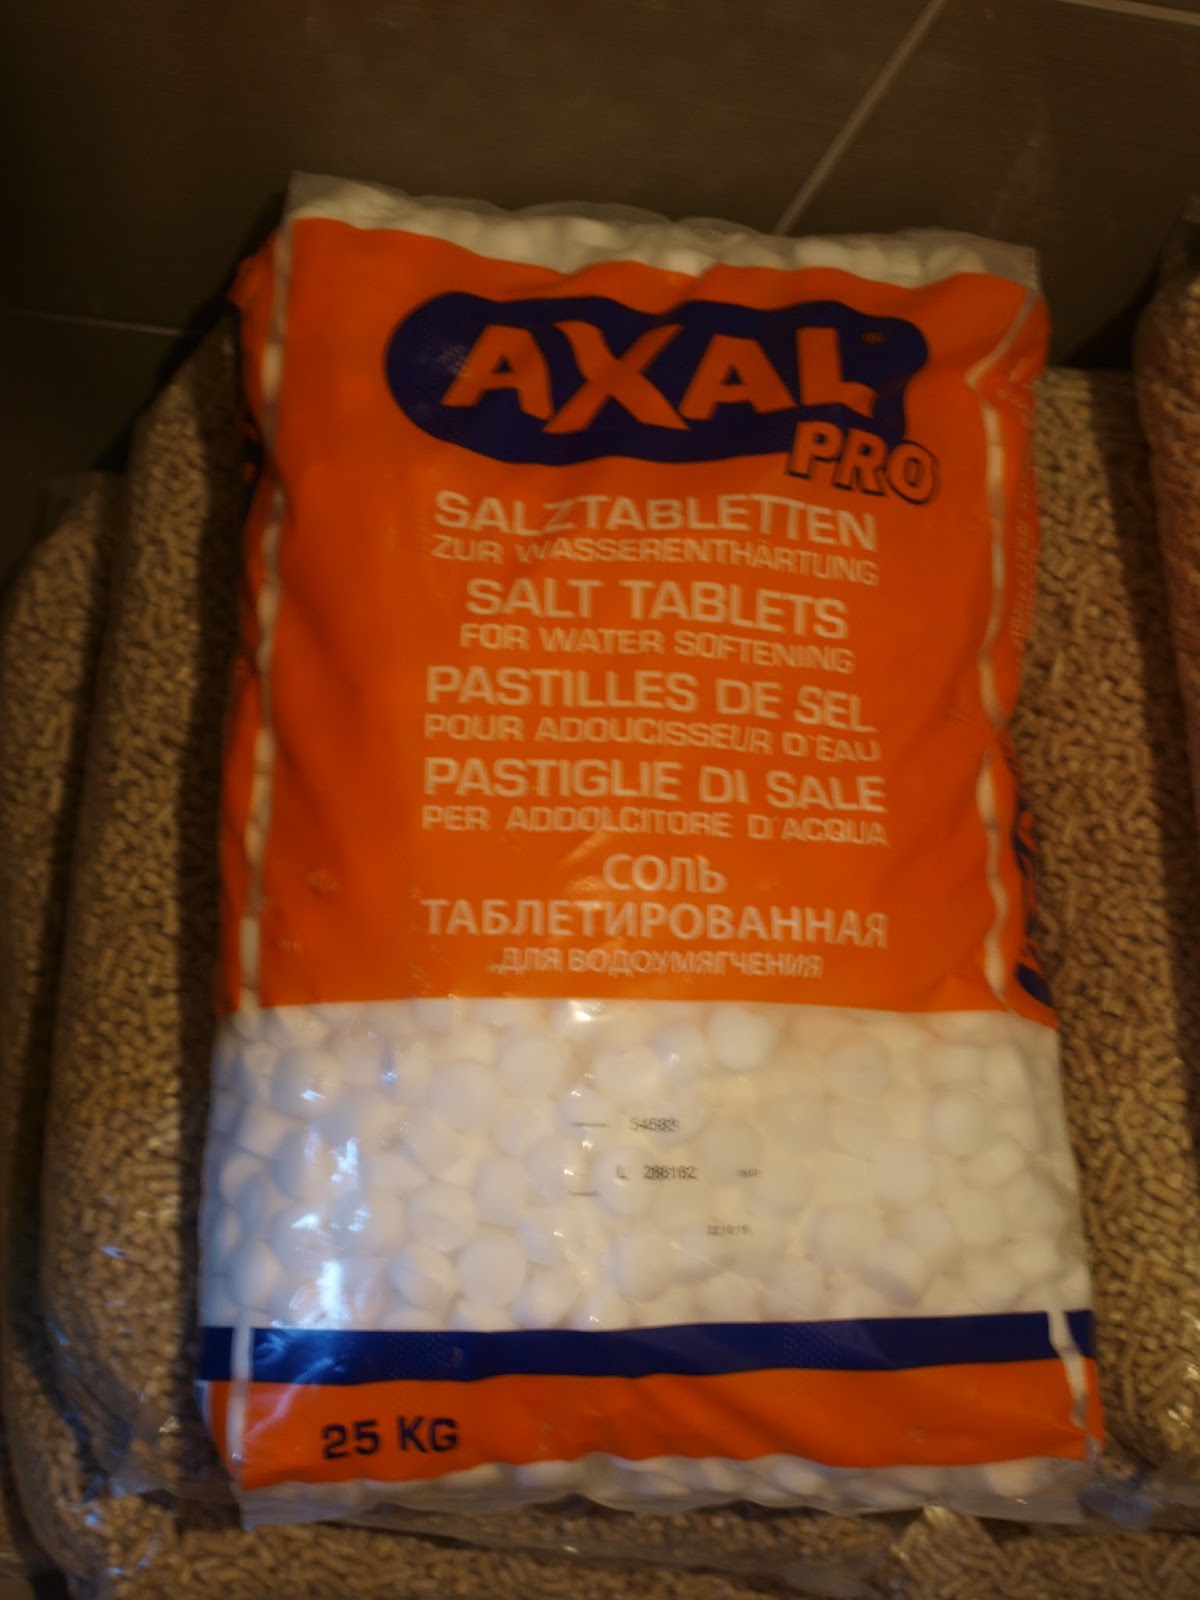 AXAL
PRO
SALZTABLETTEN
ZUR WASSERENTHÄRTUNG
SALT TABLETS
FOR WATER SOFTENING
PASTILLES DE SEL
POUR ADOUCISSEUR D'EAU
PASTIGLIE DI SALE
PER ADDOLCITORE D'ACQUA
СОЛЬ
ТАБЛЕТИРОВАННАЯ
ДЛЯ ВОДОУМЯГЧЕНИЯ
25 KG